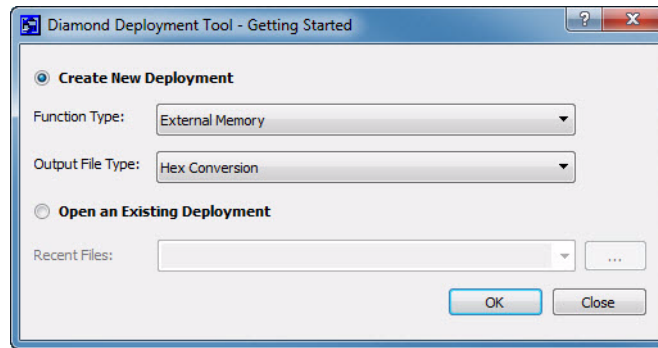 Diamond Deployment Tool - Getting Started
Create New Deployment
Function Type: External Memory
Output File Type: Hex Conversion
Open an Existing Deployment
Recent Files: ...
OK Close